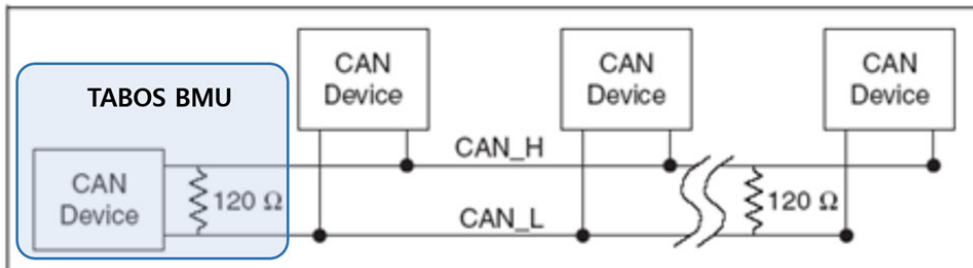 CAN
Device
CAN
Device
CAN
Device
TABOS BMU
CAN_H
CAN
Device
120 Ω
120 Ω
CAN_L